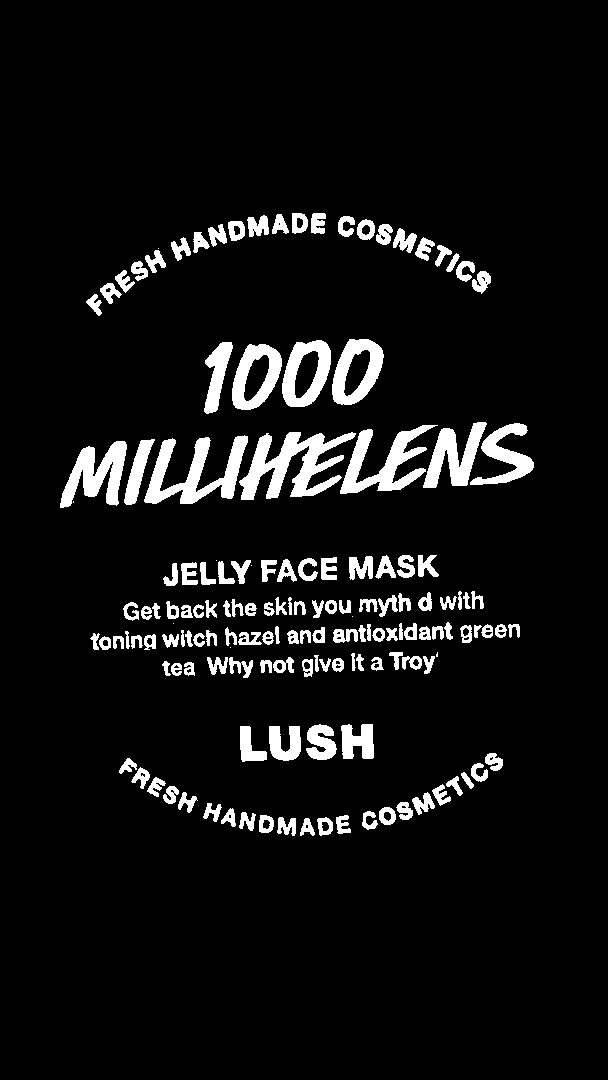 FRESH HANDMADE COSMETICS
1000
MILLIHELENS
JELLY FACE MASK
Get back the skin you myth d with
toning witch hazel and antioxidant green
tea Why not give it a Troy'
LUSH
FRESH HANDMADE COSMETICS